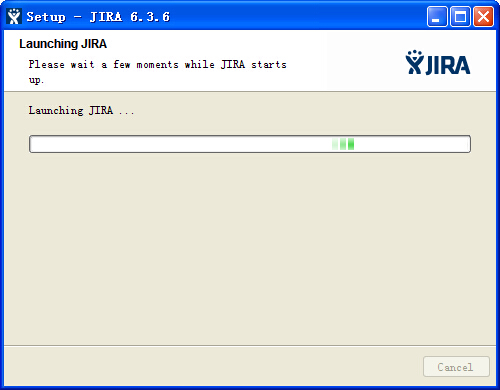 Setup - JIRA 6.3.6
Launching JIRA
Please wait a few moments while JIRA starts
up.
JIRA
Launching JIRA ...
Cancel